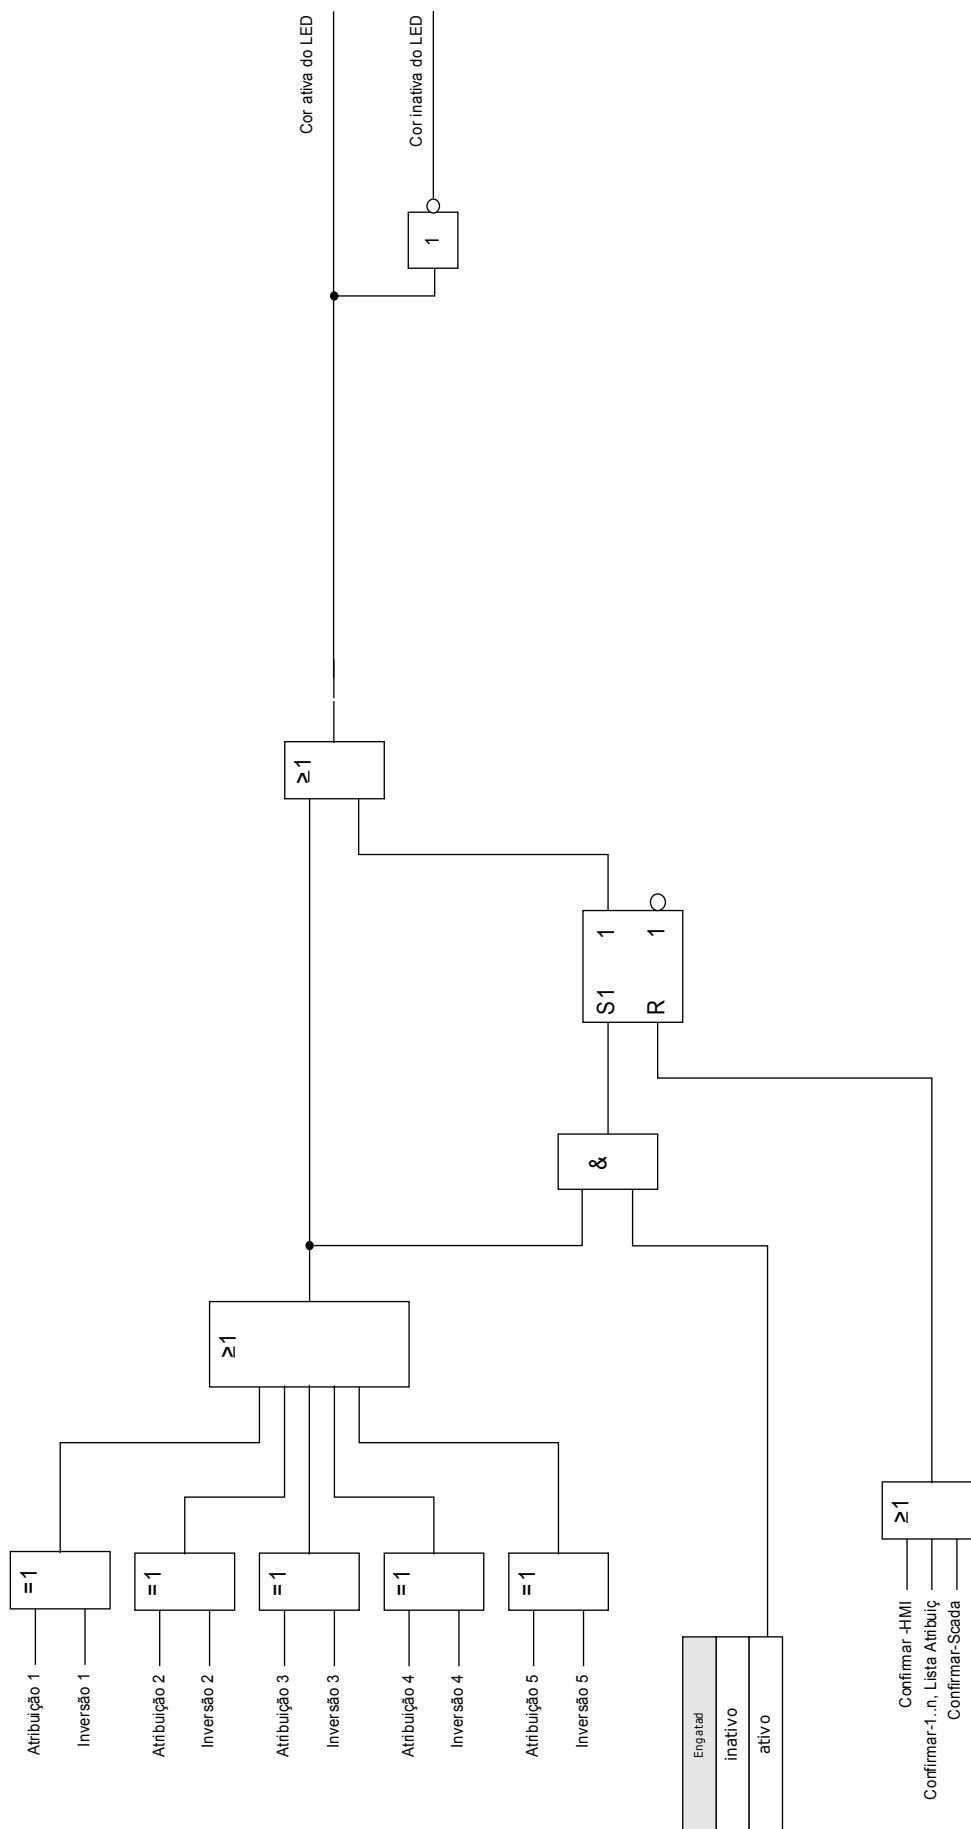 Atribuição 1
Inversão 1
=1
Atribuição 2
Inversão 2
=1
Atribuição 3
Inversão 3
=1
Atribuição 4
Inversão 4
=1
Atribuição 5
Inversão 5
=1
≥1
Engatad
inativo
ativo
&
Confirmar -HMI
Confirmar-1..n, Lista Atribuiç
Confirmar-Scada
≥1
S1 1
R 1
≥1
1
Cor ativa do LED
Cor inativa do LED